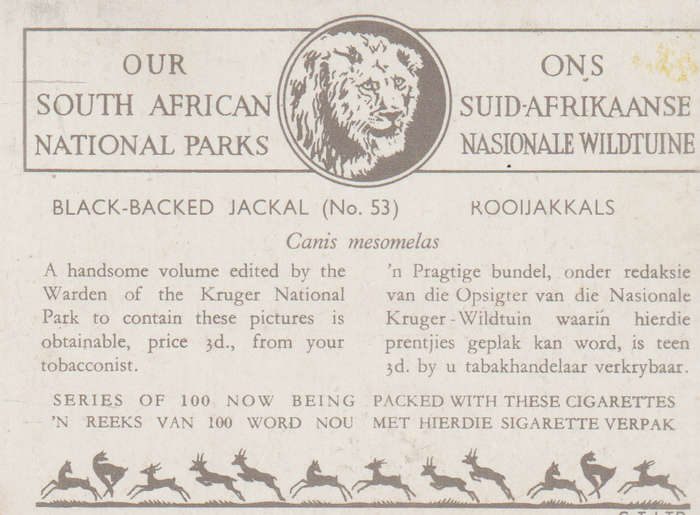 OUR
SOUTH AFRICAN
NATIONAL PARKS
ONS
SUID-AFRIKAANSE
NASIONALE WILDTUINE
BLACK-BACKED JACKAL (No. 53)
ROOIJAKKALS
Canis mesomelas
A handsome volume edited by the
Warden of the Kruger National
Park to contain these pictures is
obtainable, price 3d., from your
tobacconist.
'n Pragtige bundel, onder redaksie
van die Opsigter van die Nasionale
Kruger-Wildtuin waarin hierdie
prentjies geplak kan word, is teen
3d. by u tabakhandelaar verkrybaar.
SERIES OF 100 NOW BEING PACKED WITH THESE CIGARETTES
'N REEKS VAN 100 WORD NOU MET HIERDIE SIGARETTE VERPAK